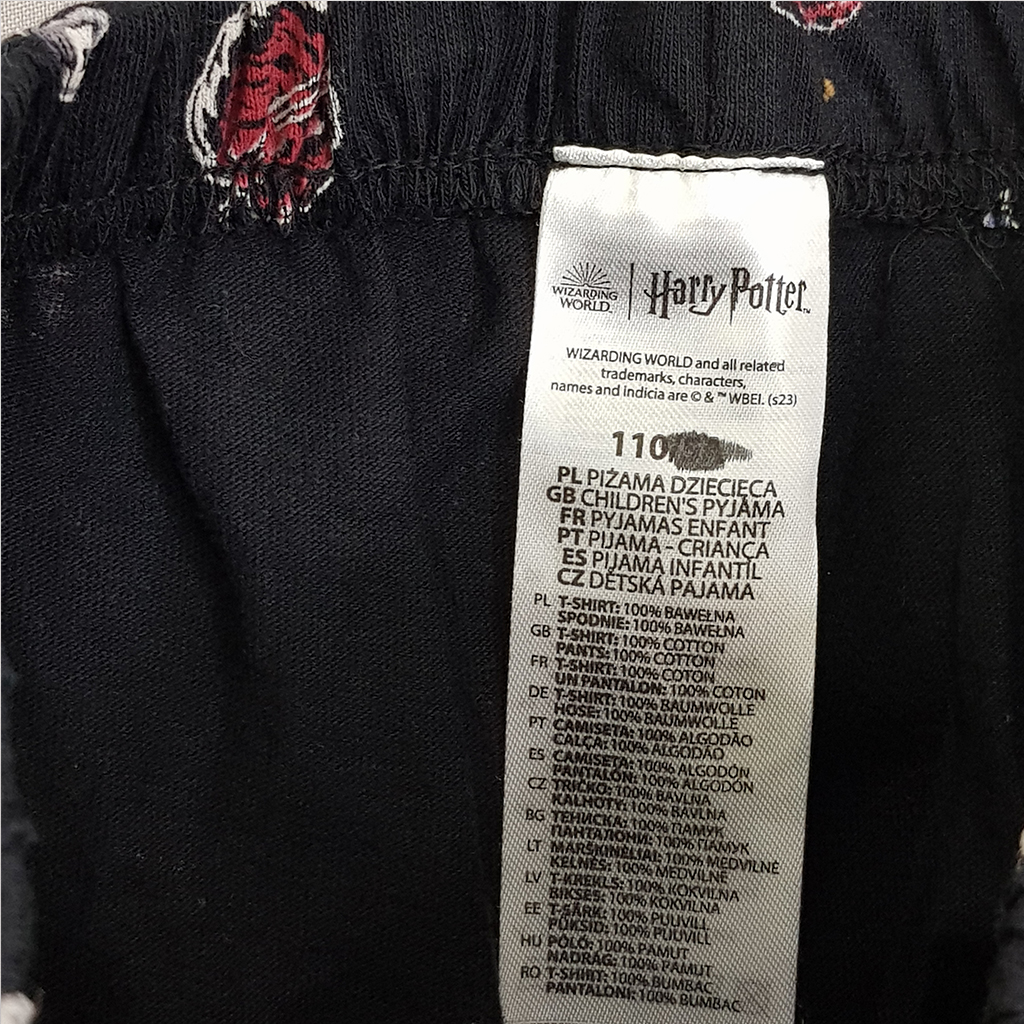 WIZARDING
WORLD. | Harry Potter™
WIZARDING WORLD and all related
trademarks, characters,
names and indicia are © & ™ WBEI. (s23)
110
PL PIŻAMA DZIECIĘCA
GB CHILDREN'S PYJAMA
FR PYJAMAS ENFANT
PT PIJAMA - CRIANÇA
ES PIJAMA INFANTIL
CZ DĚTSKÁ PAJAMA
PL T-SHIRT: 100% BAWEŁNA
SPODNIE: 100% BAWEŁNA
GB T-SHIRT: 100% COTTON
PANTS: 100% COTTON
FR T-SHIRT: 100% COTON
UN PANTALON: 100% COTON
DE T-SHIRT: 100% BAUMWOLLE
HOSE: 100% BAUMWOLLE
PT CAMISETA: 100% ALGODÃO
CALÇA: 100% ALGODÃO
ES CAMISETA: 100% ALGODÓN
PANTALÓN: 100% ALGODÓN
CZ TRIČKO: 100% BAVLNA
KALHOTY: 100% BAVLNA
BG ТЕНИСКА: 100% ПАМУК
ПАНТАЛОНИ: 100% ПАМУК
LT MARŠKINĖLIAI: 100% MEDVILNĖ
KELNĖS: 100% MEDVILNĖ
LV T-KREKLS: 100% KOKVILNA
BIKSES: 100% KOKVILNA
EE T-SÄRK: 100% PUUVILL
PÜKSID: 100% PUUVILL
HU PÓLÓ: 100% PAMUT
NADRÁG: 100% PAMUT
RO T-SHIRT: 100% BUMBAC
PANTALONI: 100% BUMBAC